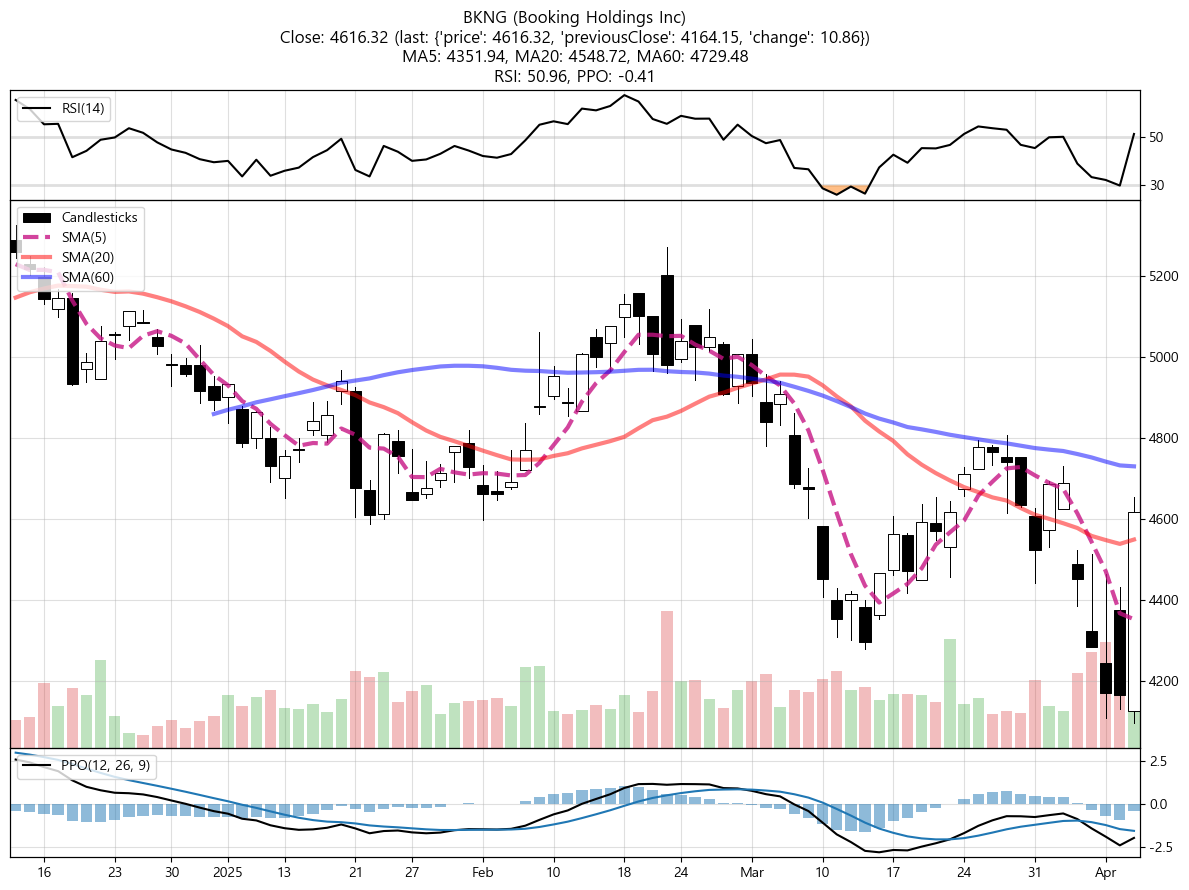 BKNG (Booking Holdings Inc)
Close: 4616.32 (last: {'price': 4616.32, 'previousClose': 4164.15, 'change': 10.86})
MA5: 4351.94, MA20: 4548.72, MA60: 4729.48
RSI: 50.96, PPO: -0.41
RSI(14)
50
30
Candlesticks
SMA(5)
SMA(20)
SMA(60)
5200
5000
4800
4600
4400
4200
PPO(12, 26, 9)
2.5
0.0
-2.5
16 23 30 2025 13 21 27 Feb 10 18 24 Mar 10 17 24 31 Apr